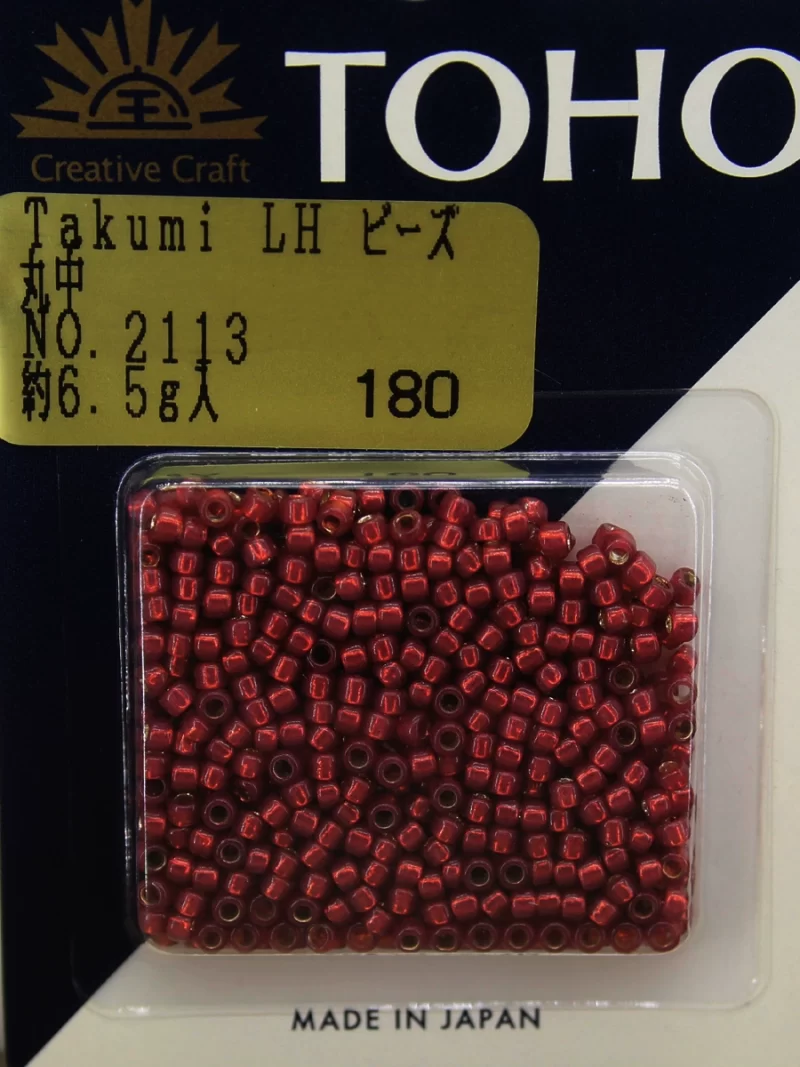 玉
Creative Craft
TOHO
Takumi LH ビーズ
丸中
NO. 2113
約6.5g入 180
MADE IN JAPAN